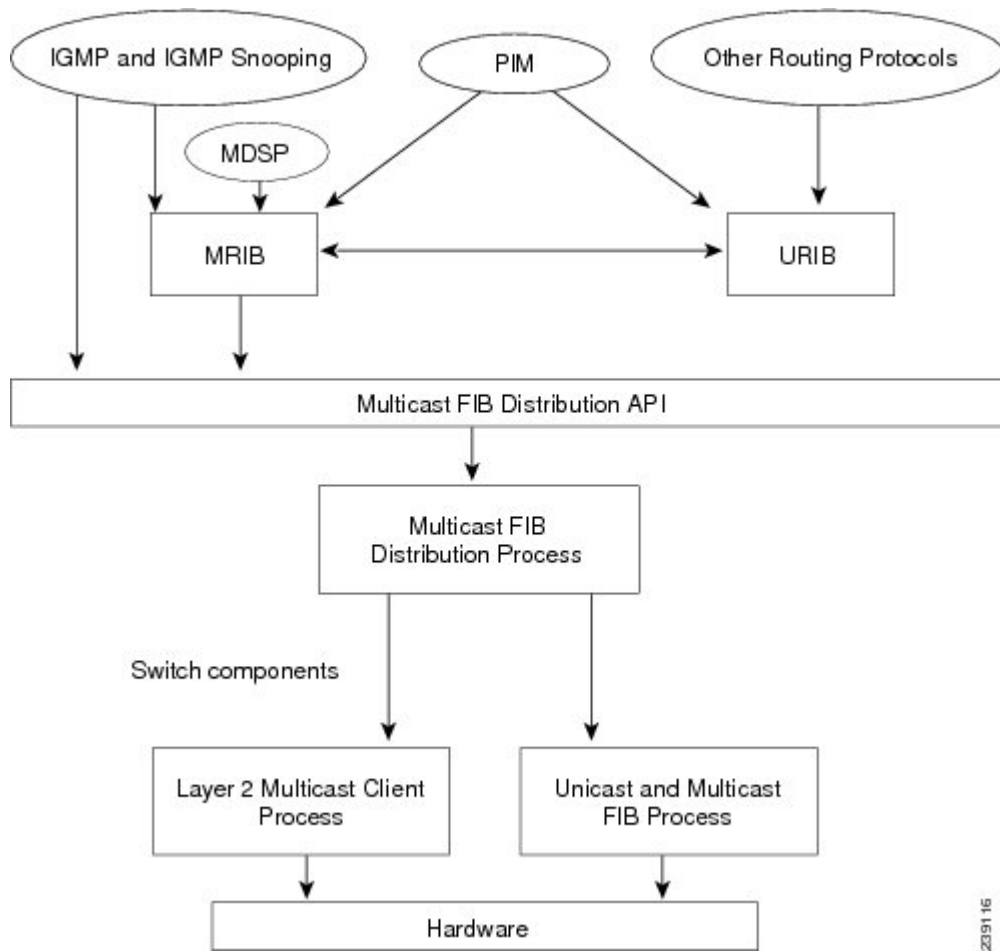 IGMP and IGMP Snooping
PIM
Other Routing Protocols
MDSP
MRIB
URIB
Multicast FIB Distribution API
Multicast FIB
Distribution Process
Switch components
Layer 2 Multicast Client
Process
Unicast and Multicast
FIB Process
Hardware
239116